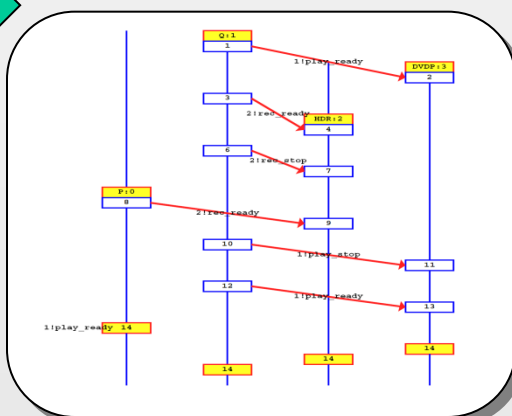 Q:1
1
1!play_ready
DVDP:3
2
3
2!rec_ready
HDR:2
4
6
2!rec_stop
7
P:0
8
2!rec_ready
9
10
1!play_stop
11
12
1!play_ready
13
1!play_ready 14
14
14
14